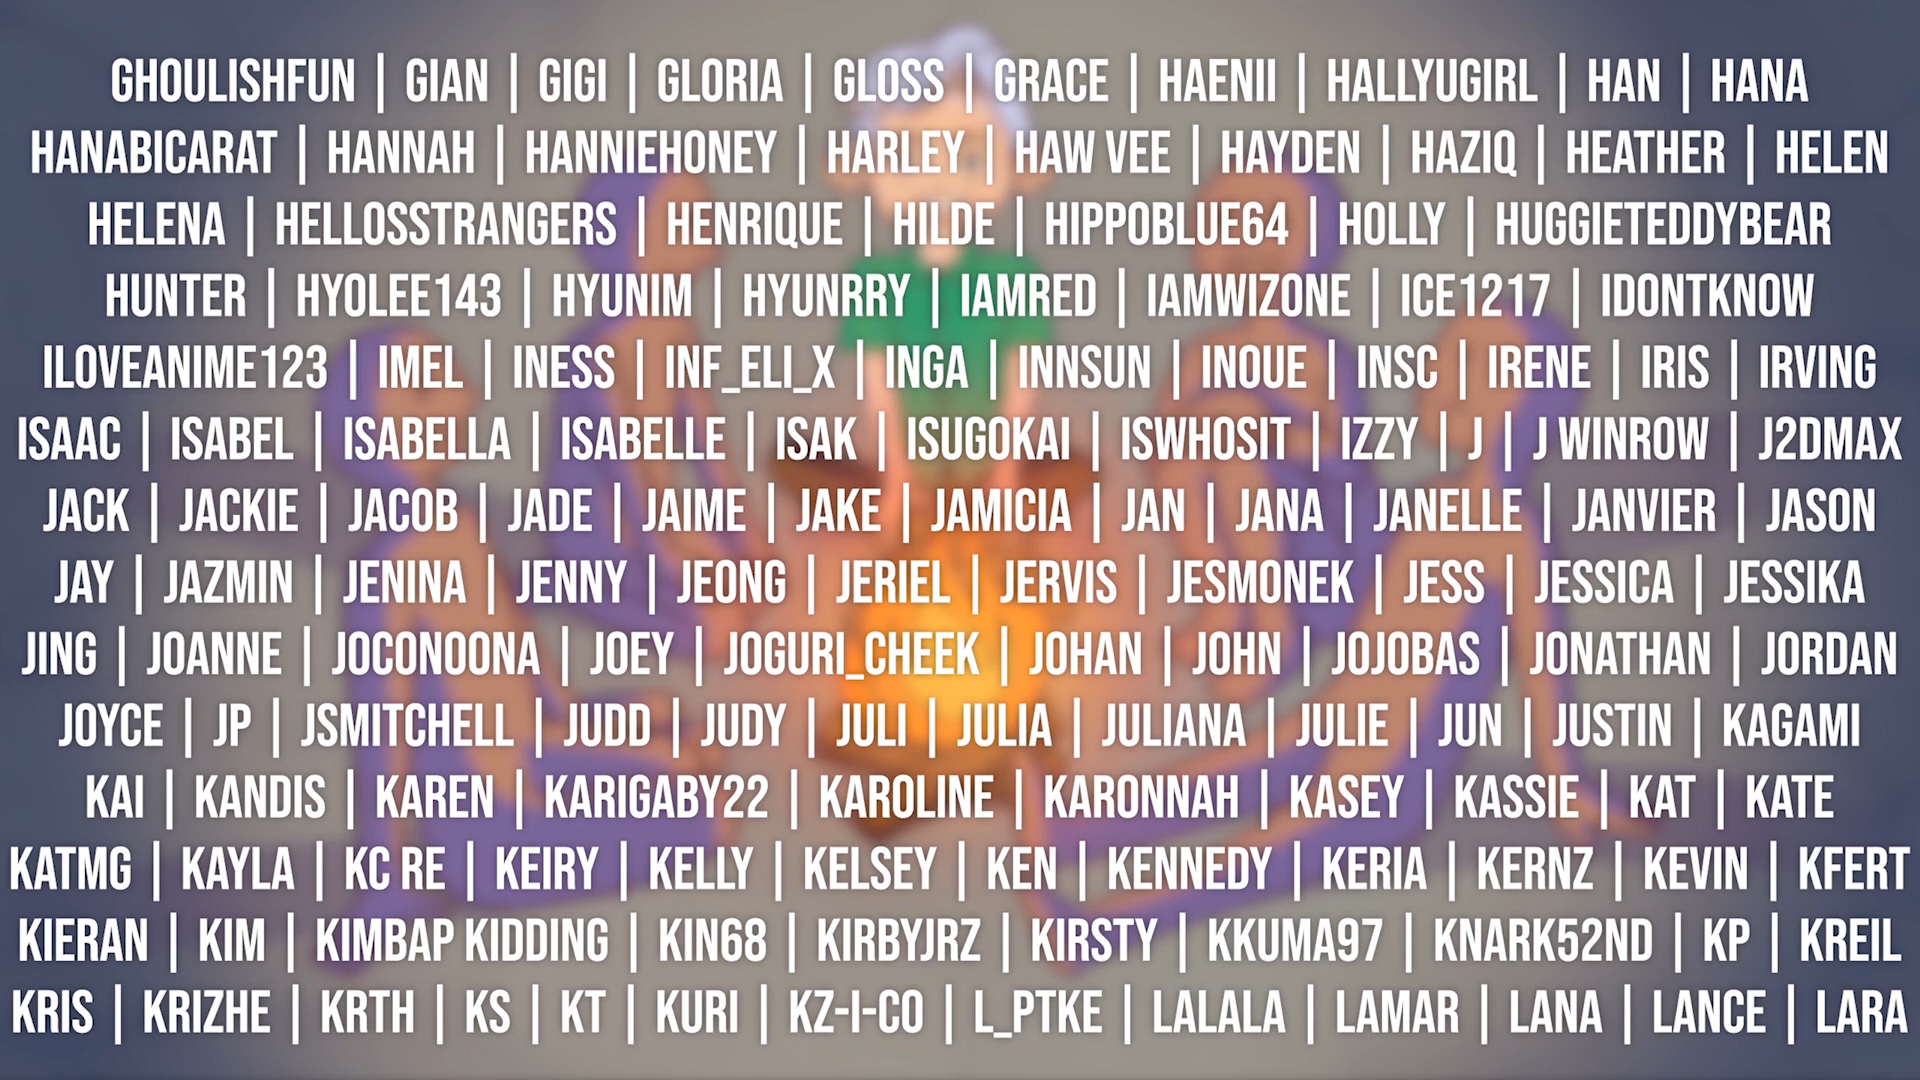 GHOULISHFUN | GIAN | GIGI | GLORIA | GLOSS | GRACE | HAENII | HALLYUGIRL | HAN | HANA
HANABICARAT | HANNAH | HANNIEHONEY | HARLEY | HAW VEE | HAYDEN | HAZIQ | HEATHER | HELEN
HELENA | HELLOSSTRANGERS | HENRIQUE | HILDE | HIPPOBLUE64 | HOLLY | HUGGIETEDDYBEAR
HUNTER | HYOLEE143 | HYUNIM | HYUNRRY | IAMRED | IAMWIZONE | ICE1217 | IDONTKNOW
ILOVEANIME123 | IMEL | INESS | INF_ELI_X | INGA | INNSUN | INOUE | INSC | IRENE | IRIS | IRVING
ISAAC | ISABEL | ISABELLA | ISABELLE | ISAK | ISUGOKAI | ISWHOSIT | IZZY | J | J WINROW | J2DMAX
JACK | JACKIE | JACOB | JADE | JAIME | JAKE | JAMICIA | JAN | JANA | JANELLE | JANVIER | JASON
JAY | JAZMIN | JENINA | JENNY | JEONG | JERIEL | JERVIS | JESMONEK | JESS | JESSICA | JESSIKA
JING | JOANNE | JOCONOONA | JOEY | JOGURI_CHEEK | JOHAN | JOHN | JOJOBAS | JONATHAN | JORDAN
JOYCE | JP | JSMITCHELL | JUDD | JUDY | JULI | JULIA | JULIANA | JULIE | JUN | JUSTIN | KAGAMI
KAI | KANDIS | KAREN | KARIGABY22 | KAROLINE | KARONNAH | KASEY | KASSIE | KAT | KATE
KATMG | KAYLA | KC RE | KEIRY | KELLY | KELSEY | KEN | KENNEDY | KERIA | KERNZ | KEVIN | KFERT
KIERAN | KIM | KIMBAP KIDDING | KIN68 | KIRBYJRZ | KIRSTY | KKUMA97 | KNARK52ND | KP | KREIL
KRIS | KRIZHE | KRTH | KS | KT | KURI | KZ-I-CO | L_PTKE | LALALA | LAMAR | LANA | LANCE | LARA